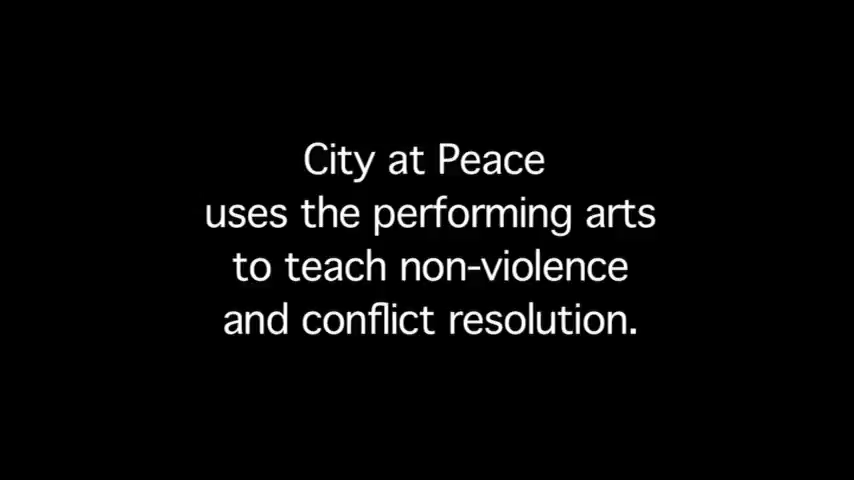 City at Peace
uses the performing arts
to teach non-violence
and conflict resolution.